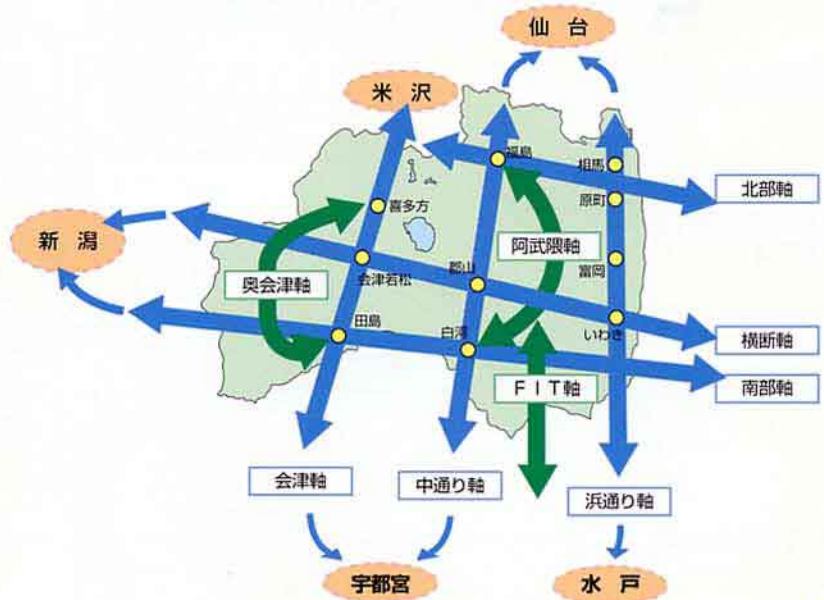 仙台
米沢
福島
相馬
北部軸
原町
喜多方
新潟
阿武隈軸
富岡
会津若松
郡山
奥会津軸
田島
白河
いわき
横断軸
FIT軸
南部軸
会津軸
中通り軸
浜通り軸
宇都宮
水戸